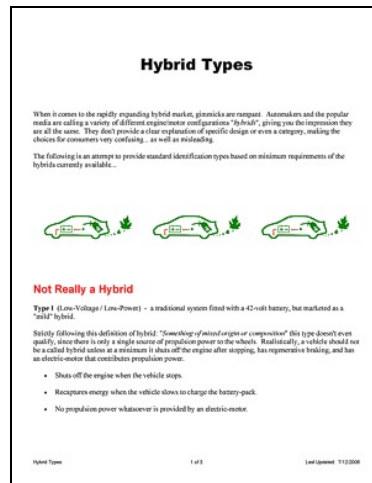 Hybrid Types
When it comes to the rapidly expanding hybrid market, gimmicks are rampant. Automakers and the popular
media are calling a variety of different engine/motor configurations "hybrids", giving you the impression they
are all the same. They don't provide a clear explanation of specific design or even a category, making the
choices for consumers very confusing... as well as misleading.
The following is an attempt to provide standard identification types based on minimum requirements of the
hybrids currently available...
Not Really a Hybrid
Type 1 (Low-Voltage / Low-Power) - a traditional system fitted with a 42-volt battery, but marketed as a
"mild" hybrid.
Strictly following this definition of hybrid: "Something of mixed origin or composition" this type doesn't even
qualify, since there is only a single source of propulsion power to the wheels. Realistically, a vehicle should not
be a called hybrid unless at a minimum it shuts off the engine after stopping, has regenerative braking, and has
an electric-motor that contributes propulsion power.
• Shuts off the engine when the vehicle stops.
• Recaptures energy when the vehicle slows to charge the battery-pack.
• No propulsion power whatsoever is provided by an electric-motor.
Hybrid Types 1 of 3 Last Updated: 7/12/2006